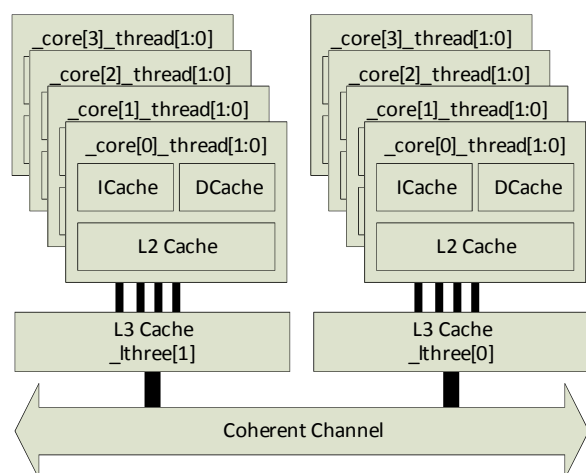 _core[3]_thread[1:0]
_core[2]_thread[1:0]
_core[1]_thread[1:0]
_core[0]_thread[1:0]
ICache
DCache
L2 Cache
L3 Cache
_lthree[1]
_core[3]_thread[1:0]
_core[2]_thread[1:0]
_core[1]_thread[1:0]
_core[0]_thread[1:0]
ICache
DCache
L2 Cache
L3 Cache
_lthree[0]
Coherent Channel